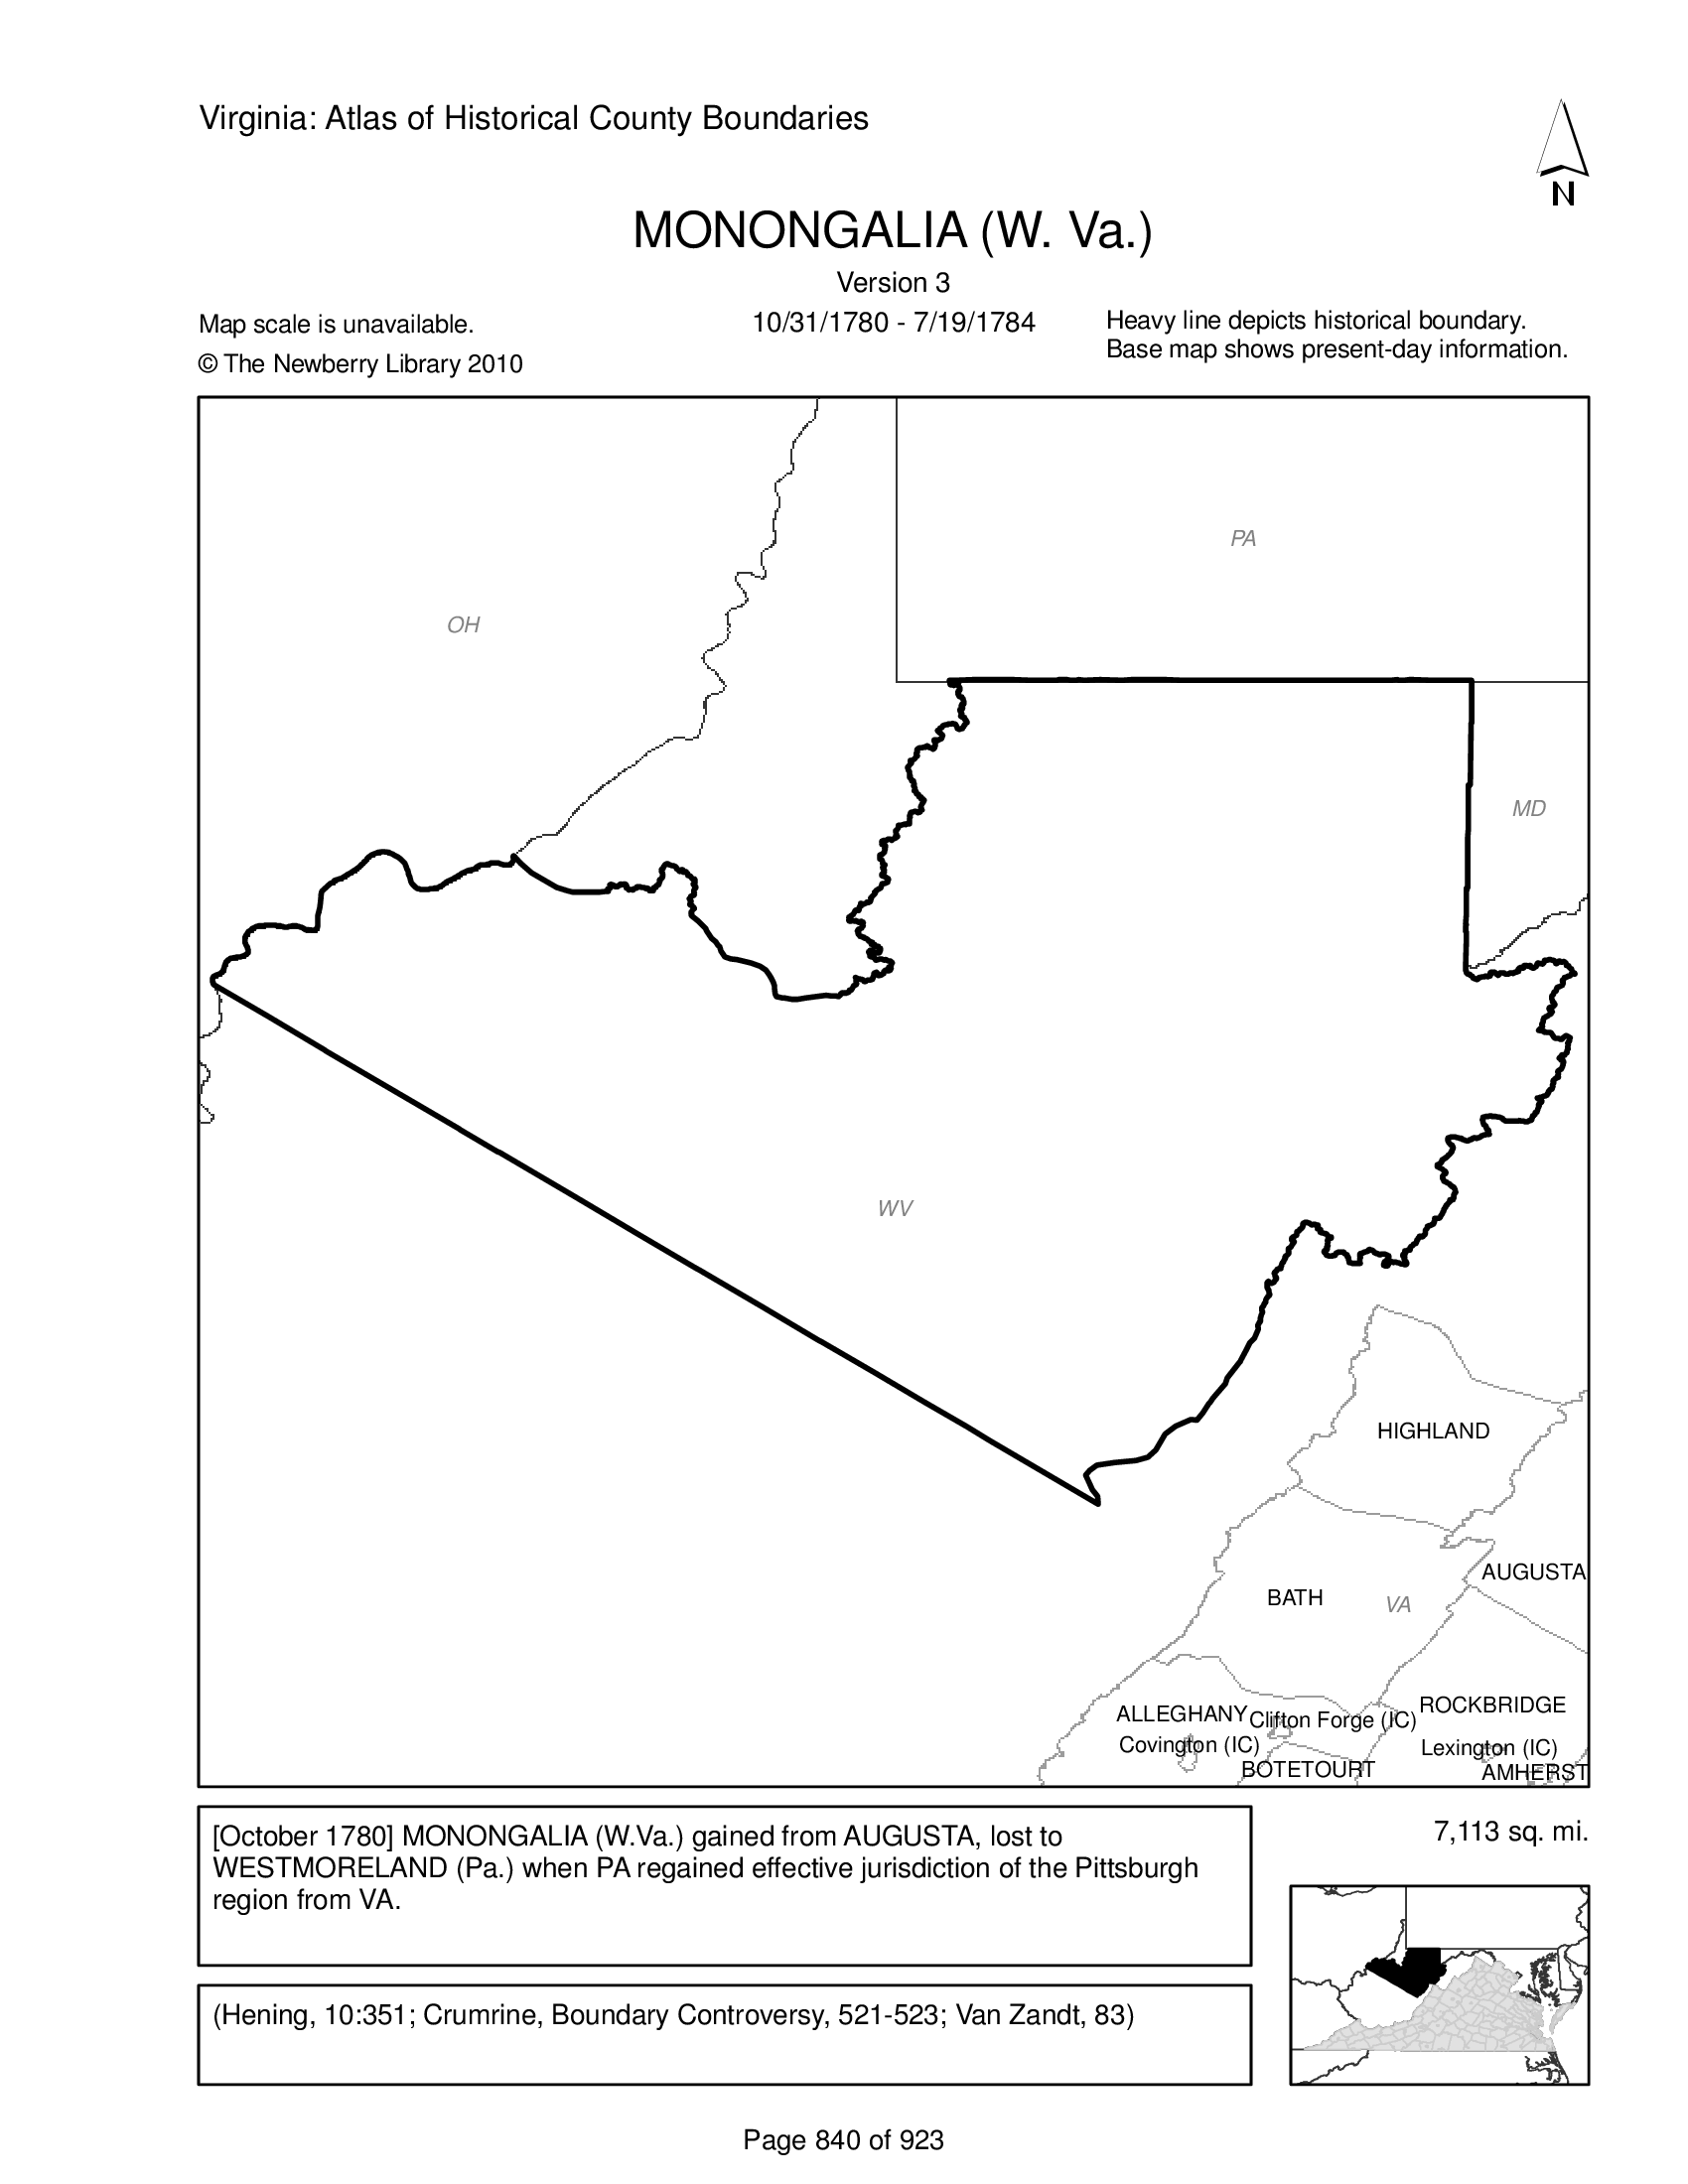 Virginia: Atlas of Historical County Boundaries
N
MONONGALIA (W. Va.)
Version 3
Map scale is unavailable.
10/31/1780 - 7/19/1784
Heavy line depicts historical boundary.
Base map shows present-day information.
© The Newberry Library 2010
PA
OH
MD
WV
HIGHLAND
AUGUSTA
BATH
VA
ALLEGHANY
Clifton Forge (IC)
ROCKBRIDGE
Covington (IC)
Lexington (IC)
BOTETOURT
AMHERST
[October 1780] MONONGALIA (W.Va.) gained from AUGUSTA, lost to
WESTMORELAND (Pa.) when PA regained effective jurisdiction of the Pittsburgh
region from VA.
7,113 sq. mi.
(Hening, 10:351; Crumrine, Boundary Controversy, 521-523; Van Zandt, 83)
Page 840 of 923